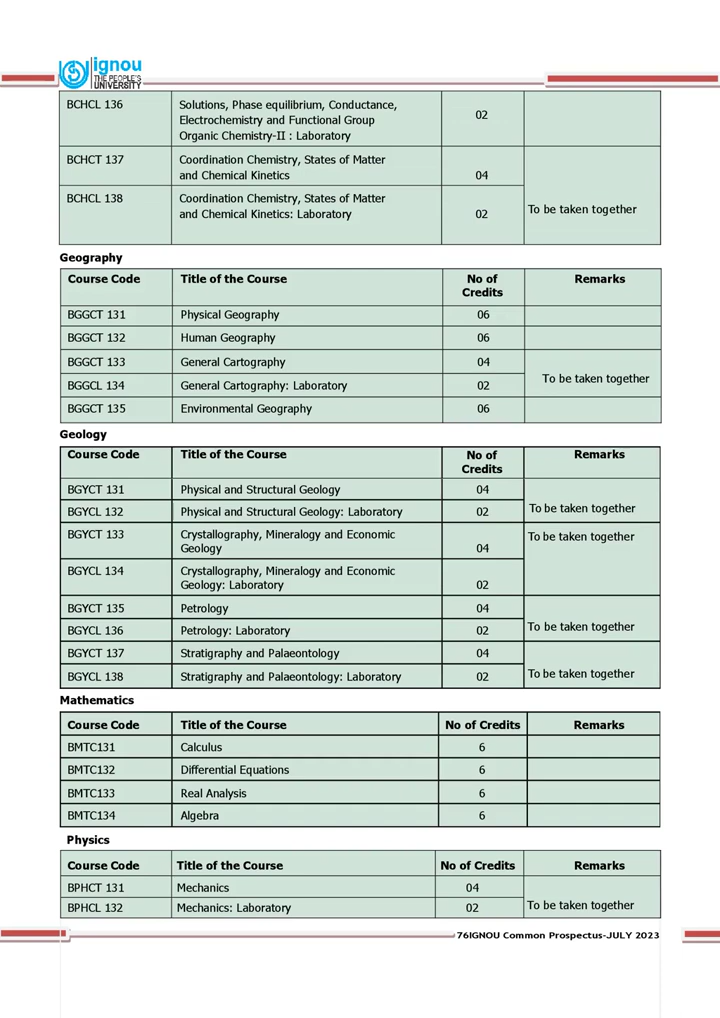 ignou
THE PEOPLE'S
UNIVERSITY
BCHCL 136 Solutions, Phase equilibrium, Conductance,
Electrochemistry and Functional Group
Organic Chemistry-II : Laboratory 02
BCHCT 137 Coordination Chemistry, States of Matter
and Chemical Kinetics 04
BCHCL 138 Coordination Chemistry, States of Matter
and Chemical Kinetics: Laboratory 02 To be taken together
Geography
Course Code Title of the Course No of Remarks
Credits
BGGCT 131 Physical Geography 06
BGGCT 132 Human Geography 06
BGGCT 133 General Cartography 04
To be taken together
BGGCL 134 General Cartography: Laboratory 02
BGGCT 135 Environmental Geography 06
Geology
Course Code Title of the Course No of Remarks
Credits
BGYCT 131 Physical and Structural Geology 04
BGYCL 132 Physical and Structural Geology: Laboratory 02 To be taken together
BGYCT 133 Crystallography, Mineralogy and Economic To be taken together
Geology 04
BGYCL 134 Crystallography, Mineralogy and Economic
Geology: Laboratory 02
BGYCT 135 Petrology 04
BGYCL 136 Petrology: Laboratory 02 To be taken together
BGYCT 137 Stratigraphy and Palaeontology 04
BGYCL 138 Stratigraphy and Palaeontology: Laboratory 02 To be taken together
Mathematics
Course Code Title of the Course No of Credits Remarks
BMTC131 Calculus 6
BMTC132 Differential Equations 6
BMTC133 Real Analysis 6
BMTC134 Algebra 6
Physics
Course Code Title of the Course No of Credits Remarks
BPHCT 131 Mechanics 04
BPHCL 132 Mechanics: Laboratory 02 To be taken together
76IGNOU Common Prospectus-JULY 2023